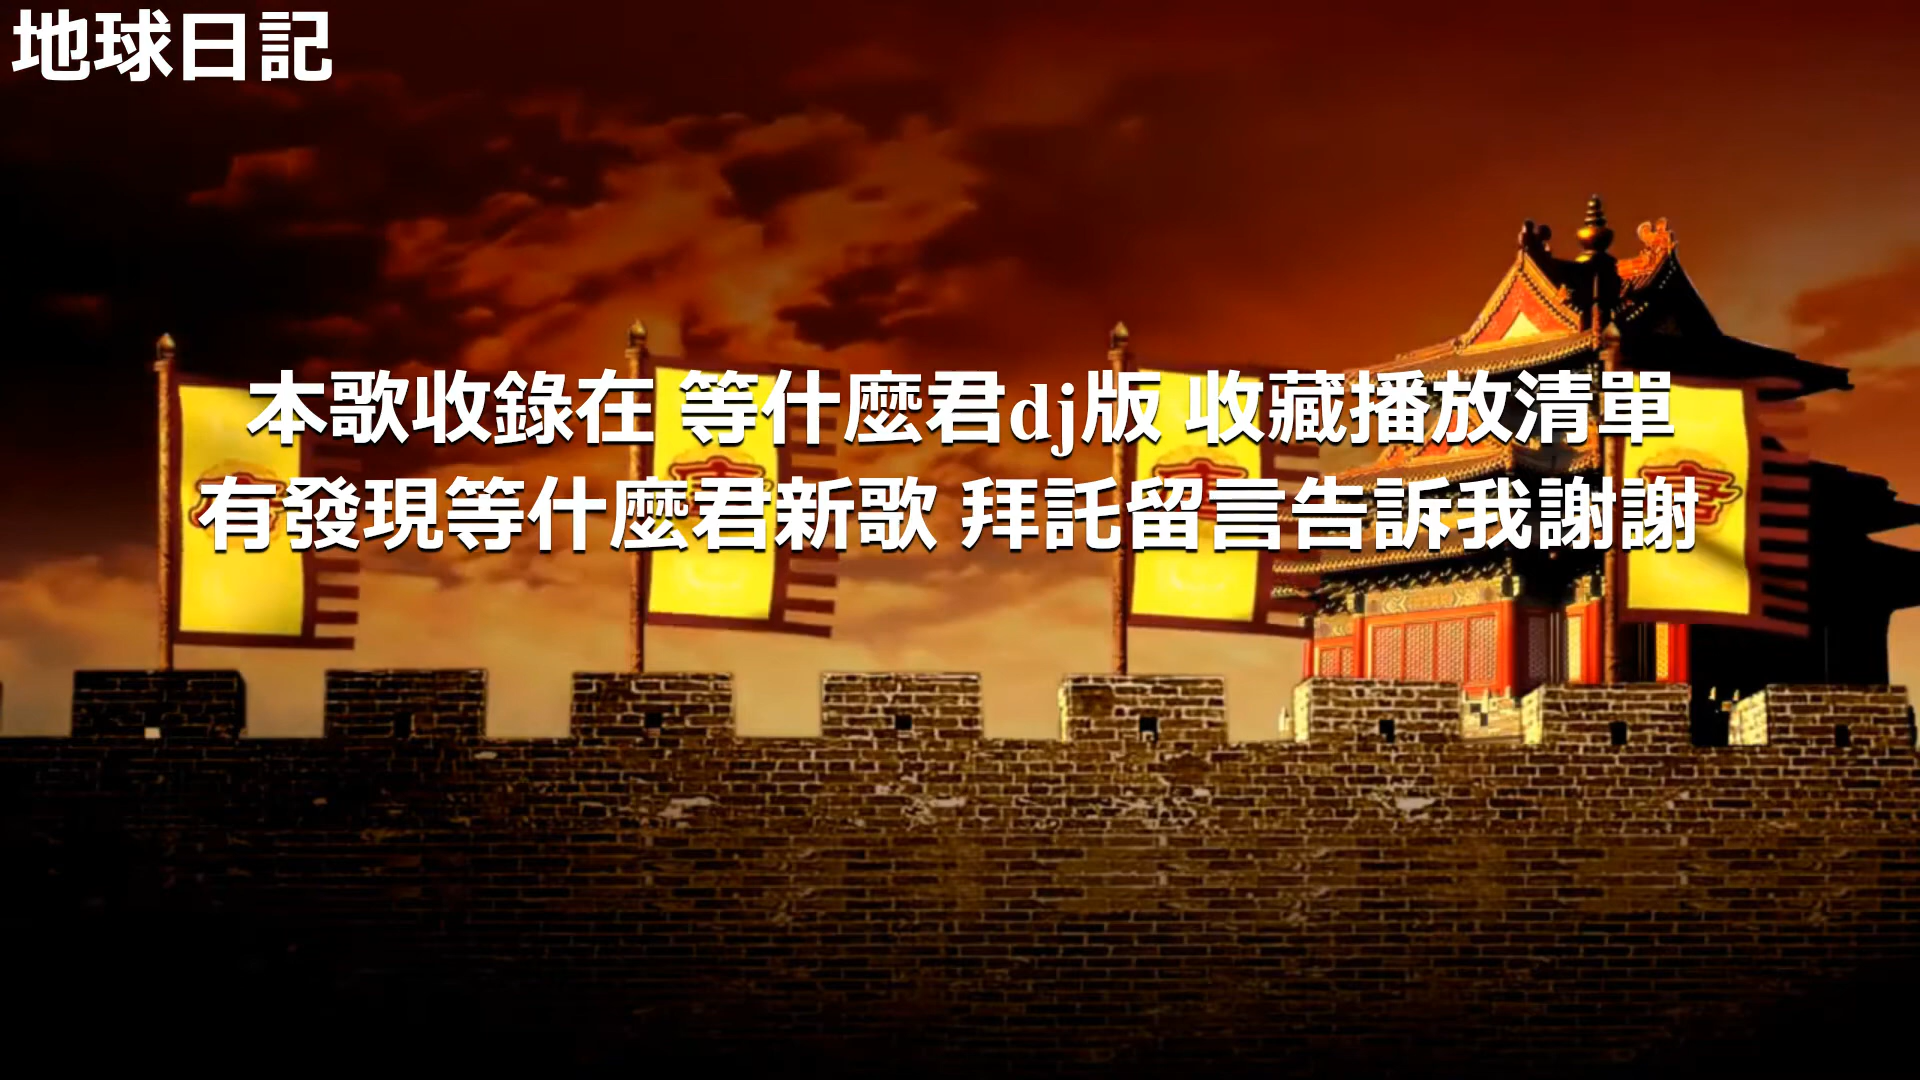 地球日記
本歌收錄在 等什麼君dj版 收藏播放清單
有發現等什麼君新歌 拜託留言告訴我謝謝